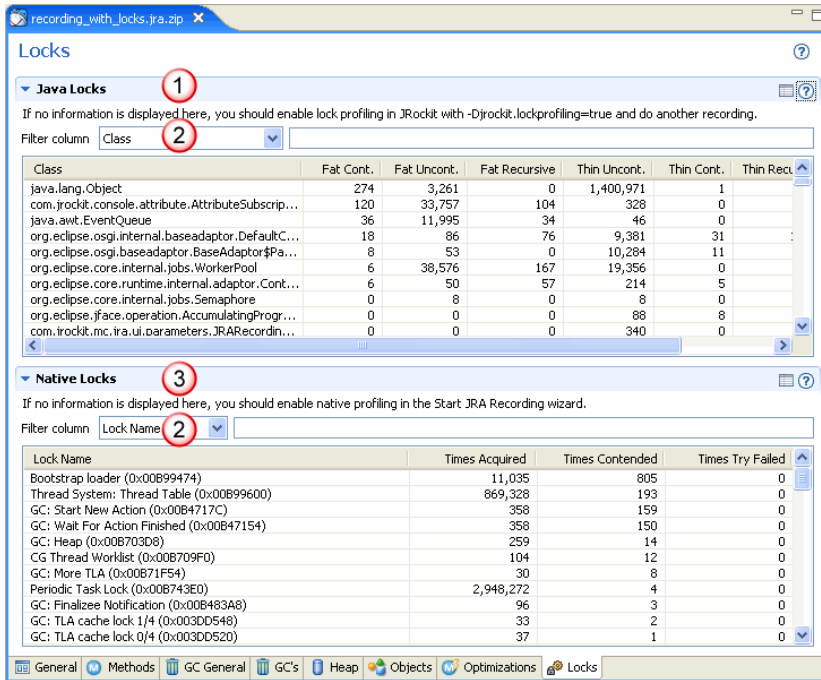 recording_with_locks.jra.zip
Locks
Java Locks 1
If no information is displayed here, you should enable lock profiling in JRockit with -Djrockit.lockprofiling=true and do another recording.
Filter column Class 2
Class Fat Cont. Fat Uncont. Fat Recursive Thin Uncont. Thin Cont. Thin Recu
java.lang.Object 274 3,261 0 1,400,971 1
com.jrockit.console.attribute.AttributeSubscrip... 120 33,757 104 328 0
java.awt.EventQueue 36 11,995 34 46 0
org.eclipse.osgi.internal.baseadaptor.DefaultC... 18 86 76 9,381 31
org.eclipse.osgi.baseadaptor.BaseAdaptor$Pa... 8 53 0 10,284 11
org.eclipse.core.internal.jobs.WorkerPool 6 38,576 167 19,356 0
org.eclipse.core.runtime.internal.adaptor.Cont... 6 50 57 214 5
org.eclipse.core.internal.jobs.Semaphore 0 8 0 8 0
org.eclipse.jface.operation.AccumulatingProgr... 0 0 0 88 8
com.jrockit.mc.jra.ui.parameters.JRARecordin... 0 0 0 340 0
Native Locks 3
If no information is displayed here, you should enable native profiling in the Start JRA Recording wizard.
Filter column Lock Name 2
Lock Name Times Acquired Times Contended Times Try Failed
Bootstrap loader (0x00B99474) 11,035 805 0
Thread System: Thread Table (0x00B99600) 869,328 193 0
GC: Start New Action (0x00B4717C) 358 159 0
GC: Wait For Action Finished (0x00B47154) 358 150 0
GC: Heap (0x00B703D8) 259 14 0
CG Thread Worklist (0x00B709F0) 104 12 0
GC: More TLA (0x00B71F54) 30 8 0
Periodic Task Lock (0x00B743E0) 2,948,272 4 0
GC: Finalizee Notification (0x00B483A8) 96 3 0
GC: TLA cache lock 1/4 (0x003DD548) 33 2 0
GC: TLA cache lock 0/4 (0x003DD520) 37 1 0
General Methods GC General GC's Heap Objects Optimizations Locks